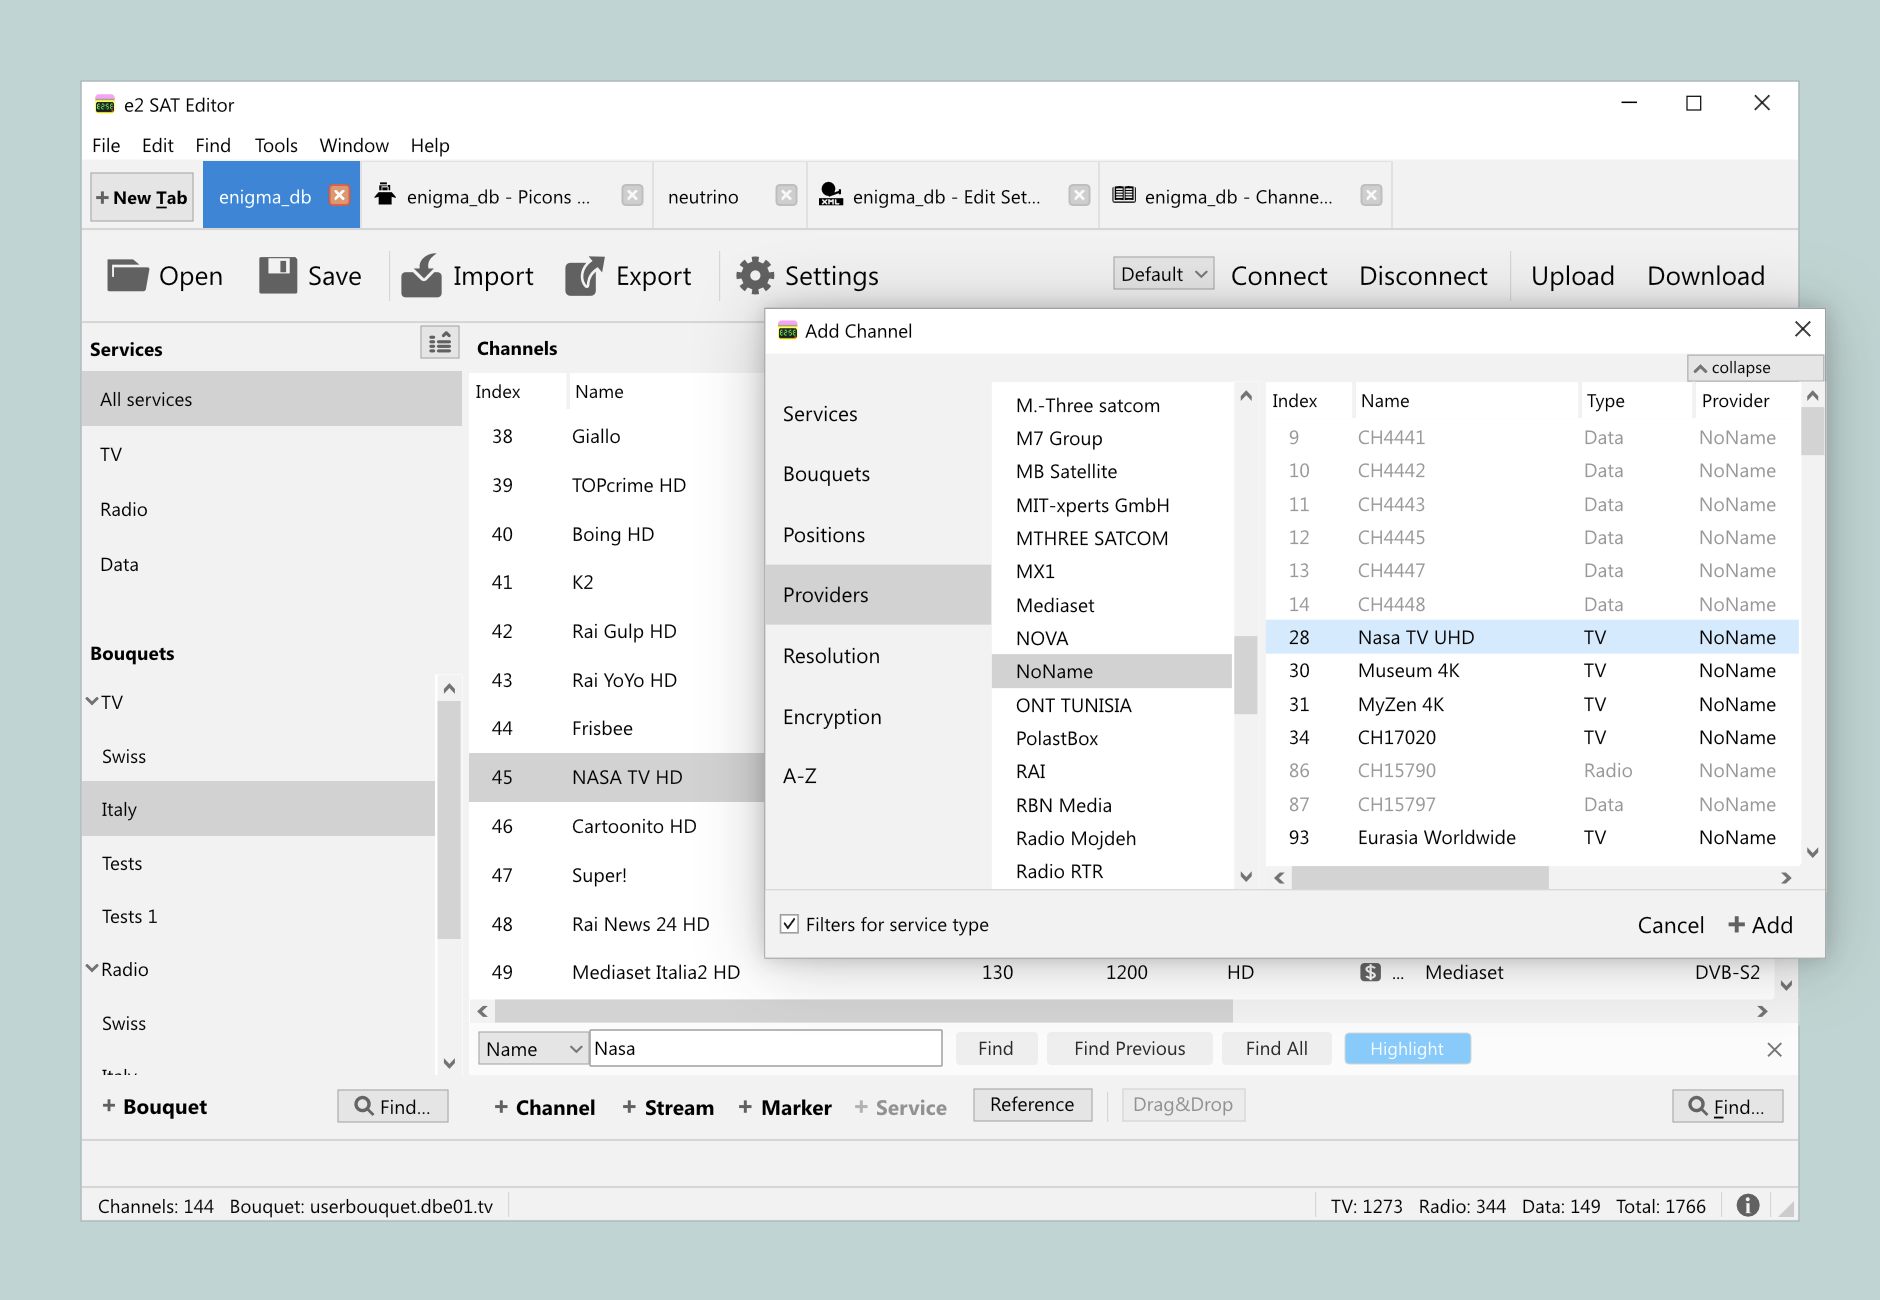 e2 SAT Editor
File Edit Find Tools Window Help
+ New Tab enigma_db enigma_db - Picons ... neutrino XML enigma_db - Edit Set... enigma_db - Channe...
Open Save Import Export Settings Default Connect Disconnect Upload Download
Services
All services
TV
Radio
Data
Bouquets
TV
Swiss
Italy
Tests
Tests 1
Radio
Swiss
Italy
+ Bouquet Find...
Channels
Index Name
38 Giallo
39 TOPcrime HD
40 Boing HD
41 K2
42 Rai Gulp HD
43 Rai YoYo HD
44 Frisbee
45 NASA TV HD
46 Cartoonito HD
47 Super!
48 Rai News 24 HD
49 Mediaset Italia2 HD 130 1200 HD $ ... Mediaset DVB-S2
Name Nasa Find Find Previous Find All Highlight
+ Channel + Stream + Marker + Service Reference Drag&Drop Find...
Add Channel
collapse
Services
Bouquets
Positions
Providers
Resolution
Encryption
A-Z
M.-Three satcom
M7 Group
MB Satellite
MIT-xperts GmbH
MTHREE SATCOM
MX1
Mediaset
NOVA
NoName
ONT TUNISIA
PolastBox
RAI
RBN Media
Radio Mojdeh
Radio RTR
Index Name Type Provider
9 CH4441 Data NoName
10 CH4442 Data NoName
11 CH4443 Data NoName
12 CH4445 Data NoName
13 CH4447 Data NoName
14 CH4448 Data NoName
28 Nasa TV UHD TV NoName
30 Museum 4K TV NoName
31 MyZen 4K TV NoName
34 CH17020 TV NoName
86 CH15790 Radio NoName
87 CH15797 Data NoName
93 Eurasia Worldwide TV NoName
Filters for service type Cancel + Add
Channels: 144 Bouquet: userbouquet.dbe01.tv TV: 1273 Radio: 344 Data: 149 Total: 1766